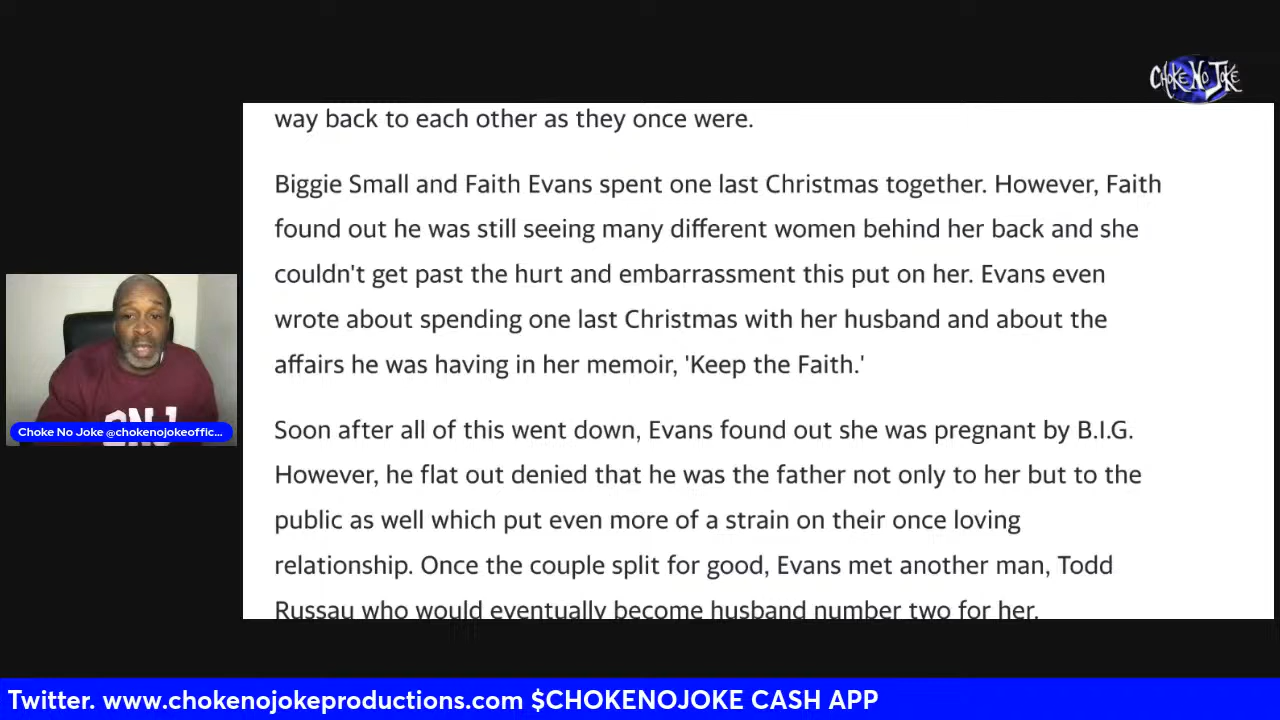 CHOKE NO JOKE
way back to each other as they once were.
Biggie Small and Faith Evans spent one last Christmas together. However, Faith
found out he was still seeing many different women behind her back and she
couldn't get past the hurt and embarrassment this put on her. Evans even
wrote about spending one last Christmas with her husband and about the
affairs he was having in her memoir, 'Keep the Faith.'
Soon after all of this went down, Evans found out she was pregnant by B.I.G.
However, he flat out denied that he was the father not only to her but to the
public as well which put even more of a strain on their once loving
relationship. Once the couple split for good, Evans met another man, Todd
Russau who would eventually become husband number two for her.
CNJ
Choke No Joke @chokenojokeoffic...
Twitter. www.chokenojokeproductions.com $CHOKENOJOKE CASH APP